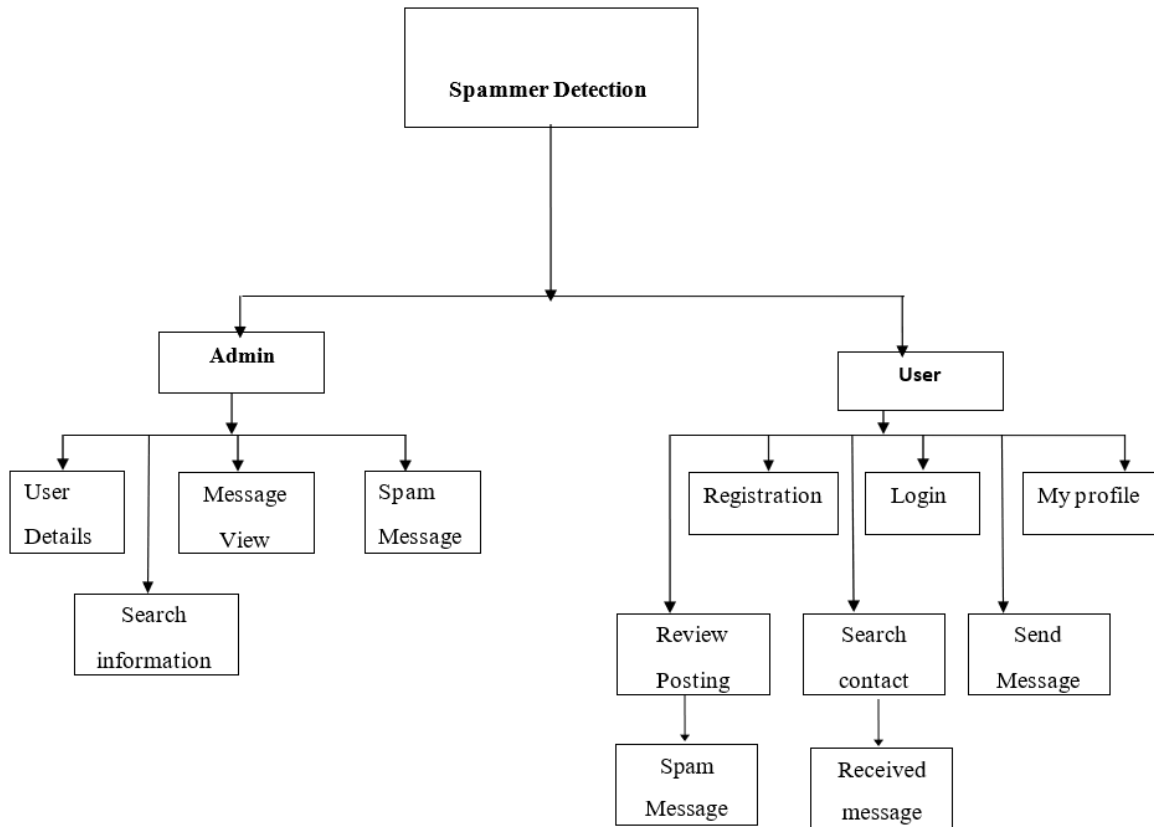 Spammer Detection
Admin
User
User
Details
Message
View
Spam
Message
Search
information
Registration
Login
My profile
Review
Posting
Search
contact
Send
Message
Spam
Message
Received
message